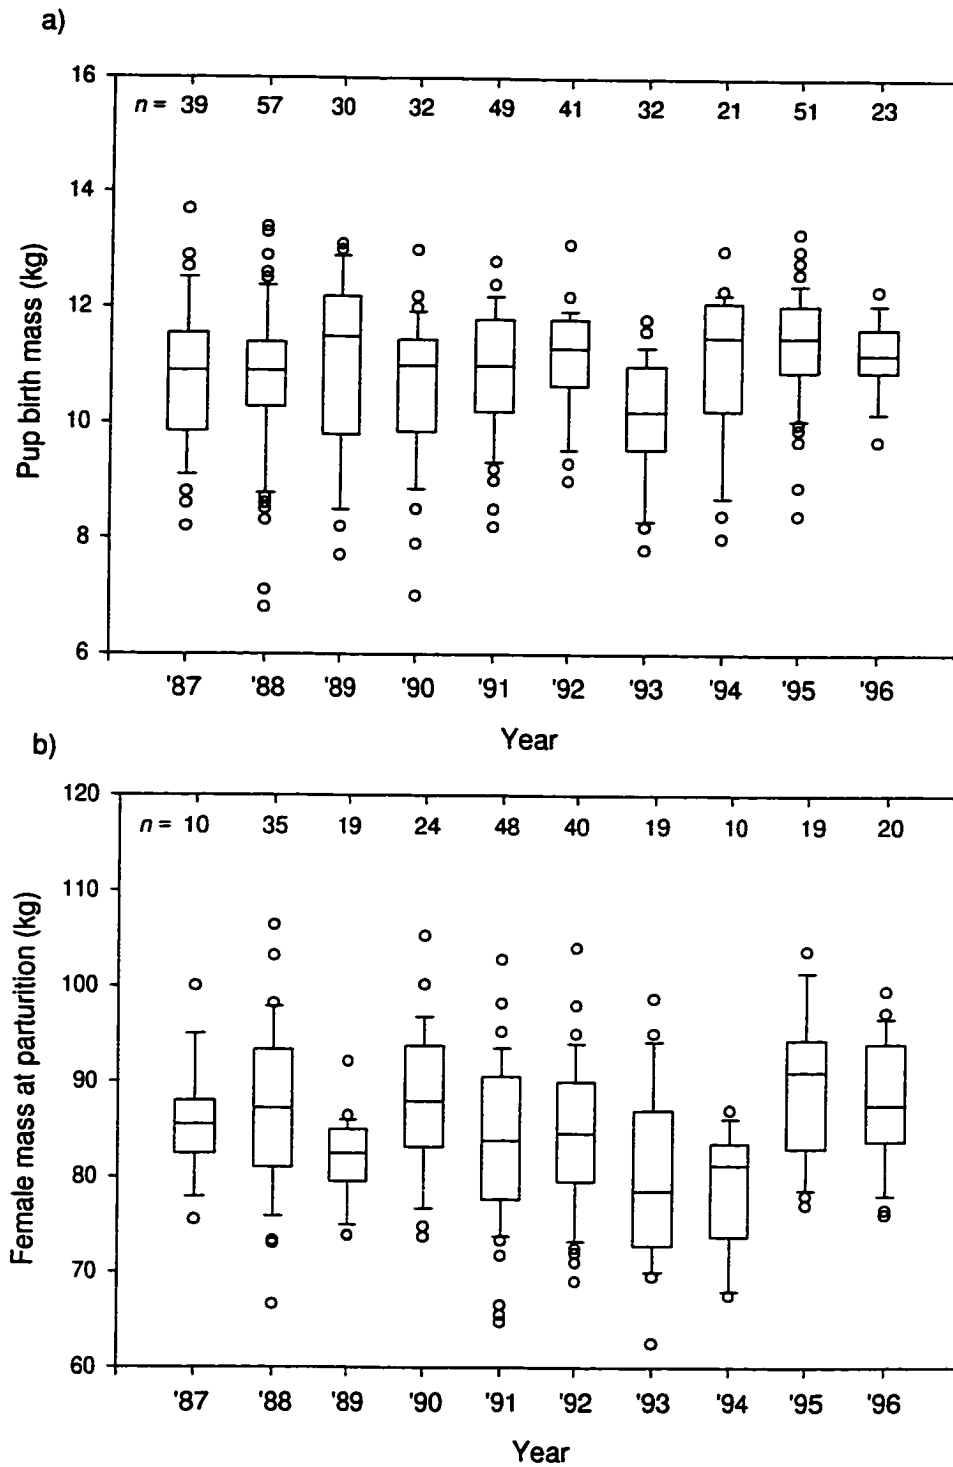 a)
16
n = 39 57 30 32 49 41 32 21 51 23
14
12
10
8
6
Pup birth mass (kg)
'87 '88 '89 '90 '91 '92 '93 '94 '95 '96
Year
b)
120
n = 10 35 19 24 48 40 19 10 19 20
110
100
90
80
70
60
Female mass at parturition (kg)
'87 '88 '89 '90 '91 '92 '93 '94 '95 '96
Year